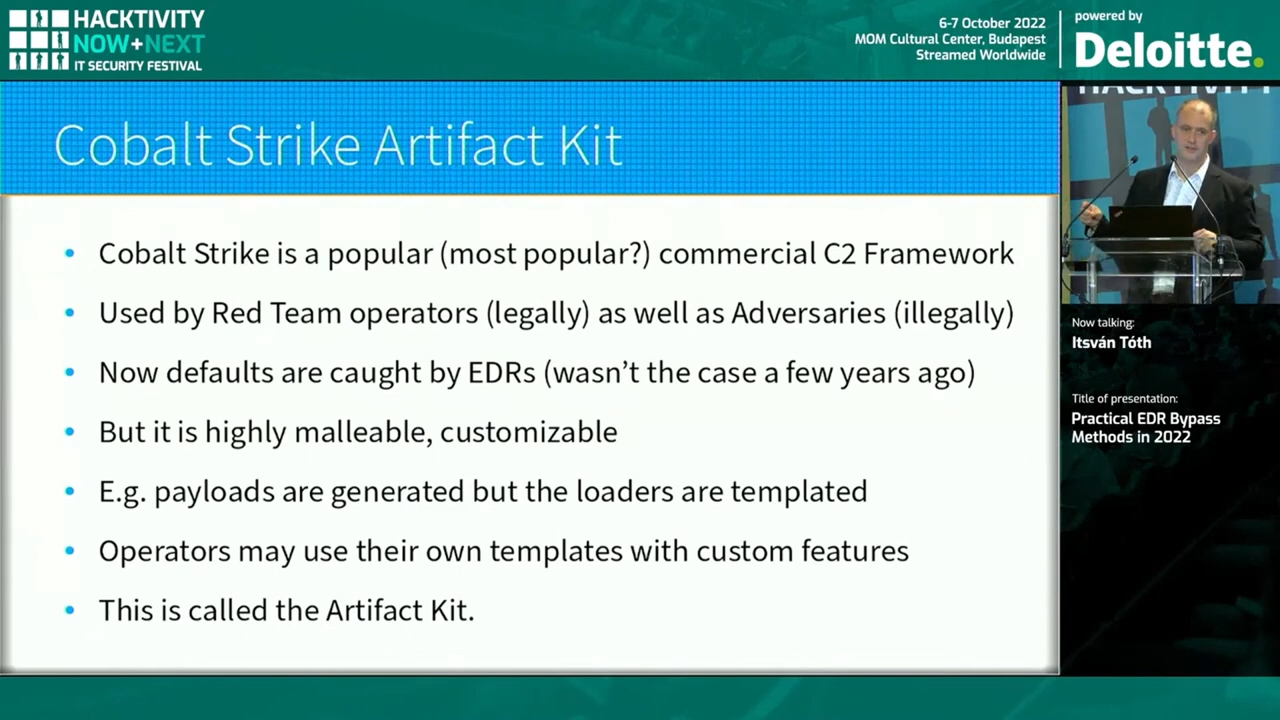 HACKTIVITY
NOW+NEXT
IT SECURITY FESTIVAL
6-7 October 2022
MOM Cultural Center, Budapest
Streamed Worldwide
powered by
Deloitte.
Cobalt Strike Artifact Kit
• Cobalt Strike is a popular (most popular?) commercial C2 Framework
• Used by Red Team operators (legally) as well as Adversaries (illegally)
• Now defaults are caught by EDRs (wasn't the case a few years ago)
• But it is highly malleable, customizable
• E.g. payloads are generated but the loaders are templated
• Operators may use their own templates with custom features
• This is called the Artifact Kit.
HACKTIVITY
Now talking:
Itsván Tóth
Title of presentation:
Practical EDR Bypass
Methods in 2022